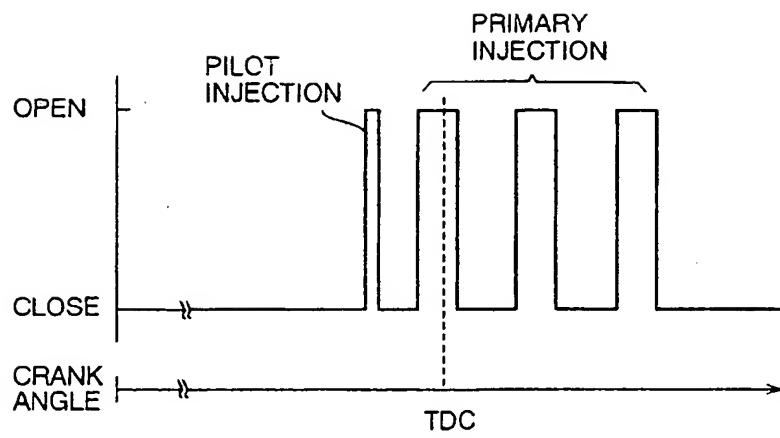 PRIMARY
INJECTION
PILOT
INJECTION
OPEN
CLOSE
CRANK
ANGLE
TDC